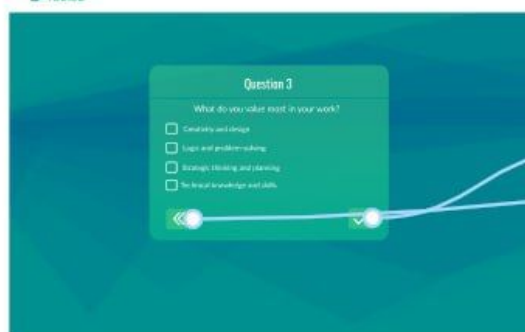 Question 3
What do you value most in your work?
Creativity and design
Logic and problem-solving
Strategic thinking and planning
Technical knowledge and skills